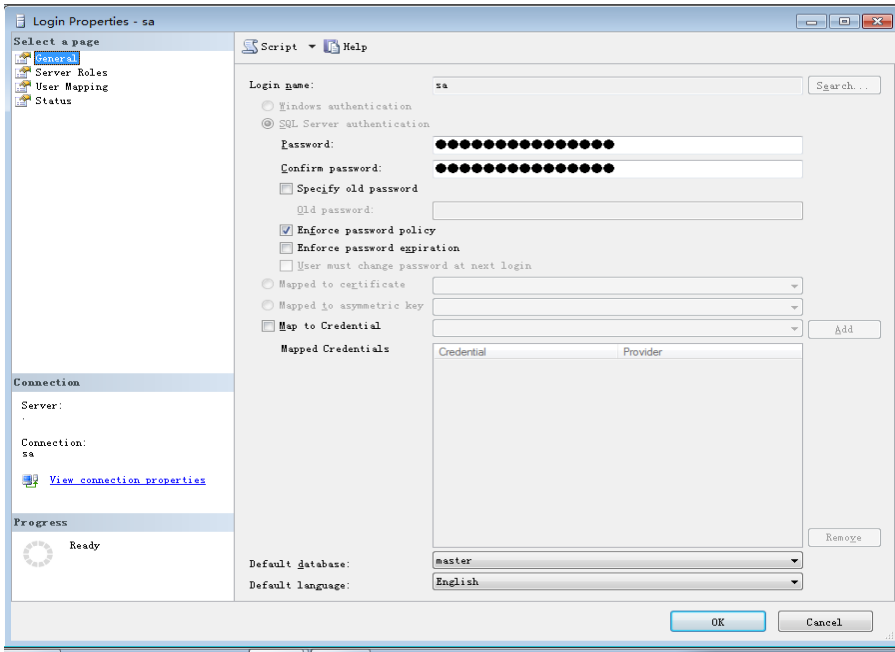 Login Properties - sa
Select a page
General
Server Roles
User Mapping
Status
Script
Help
Login name:
sa
Search...
Windows authentication
SQL Server authentication
Password:
●●●●●●●●●●●●●●●
Confirm password:
●●●●●●●●●●●●●●●
Specify old password
Old password:
Enforce password policy
Enforce password expiration
User must change password at next login
Mapped to certificate
Mapped to asymmetric key
Map to Credential
Add
Mapped Credentials
Credential Provider
Remove
Default database:
master
Default language:
English
Connection
Server:
.
Connection:
sa
View connection properties
Progress
Ready
OK
Cancel